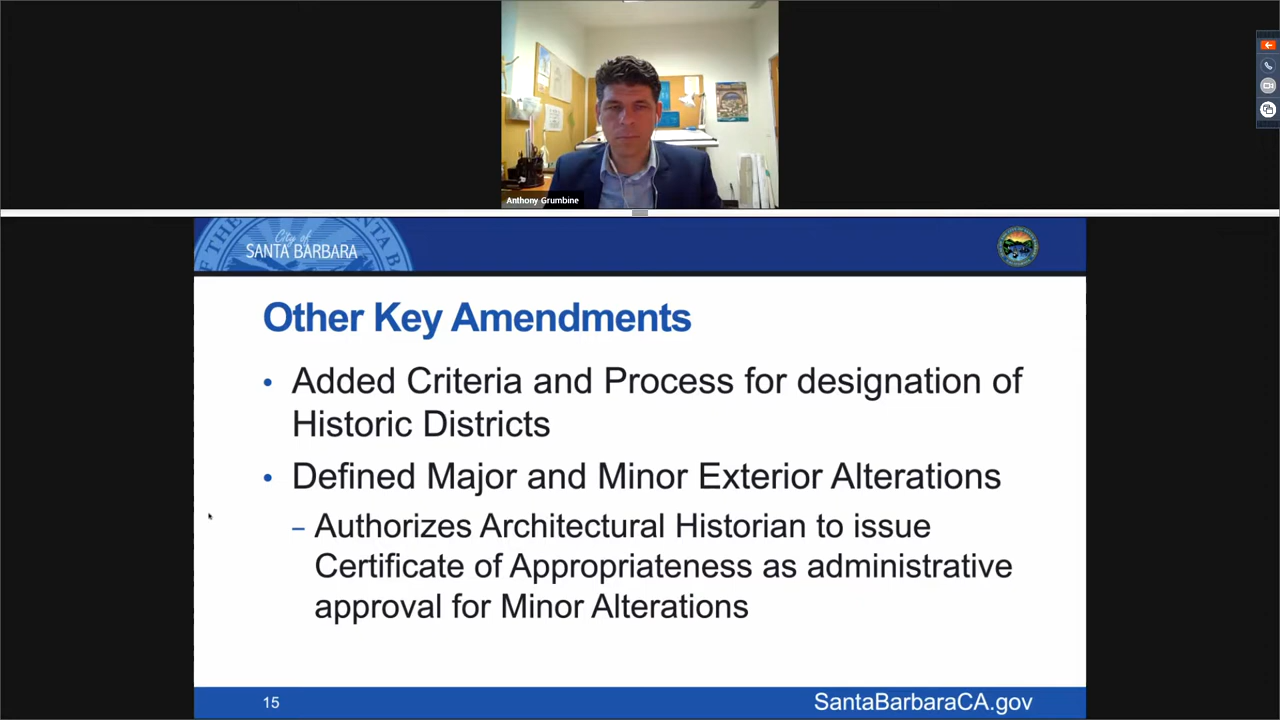 Anthony Grumbine
City of
SANTA BARBARA
Other Key Amendments
• Added Criteria and Process for designation of
Historic Districts
• Defined Major and Minor Exterior Alterations
– Authorizes Architectural Historian to issue
Certificate of Appropriateness as administrative
approval for Minor Alterations
15
SantaBarbaraCA.gov